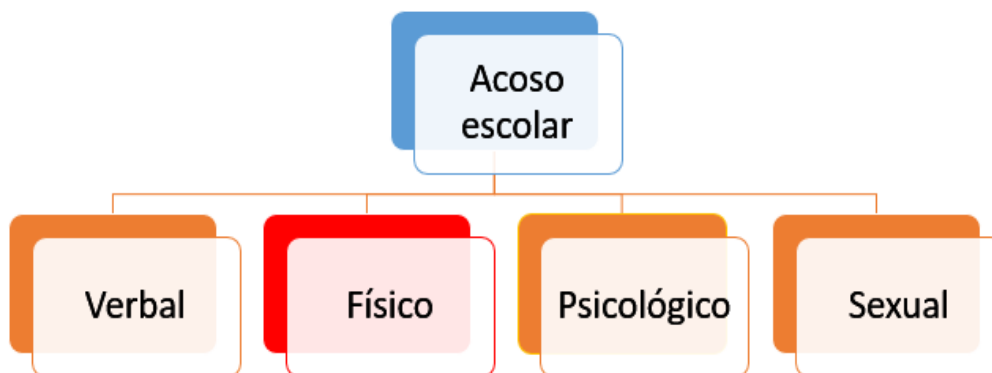 Acoso
escolar
Verbal
Físico
Psicológico
Sexual